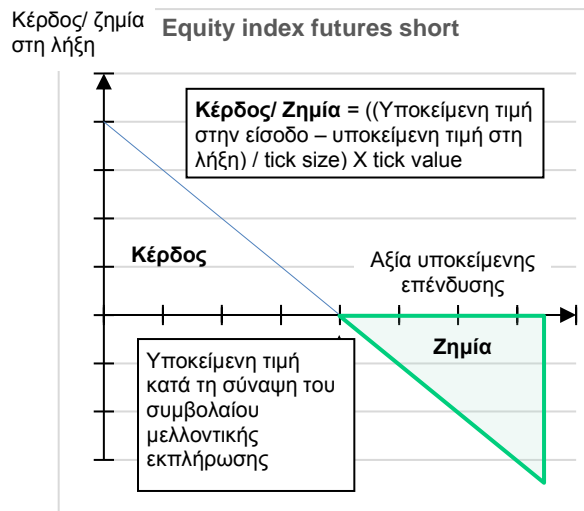 Κέρδος/ ζημία
στη λήξη
Equity index futures short
Κέρδος/ Ζημία = ((Υποκείμενη τιμή
στην είσοδο – υποκείμενη τιμή στη
λήξη) / tick size) X tick value
Κέρδος
Αξία υποκείμενης
επένδυσης
Ζημία
Υποκείμενη τιμή
κατά τη σύναψη του
συμβολαίου
μελλοντικής
εκπλήρωσης